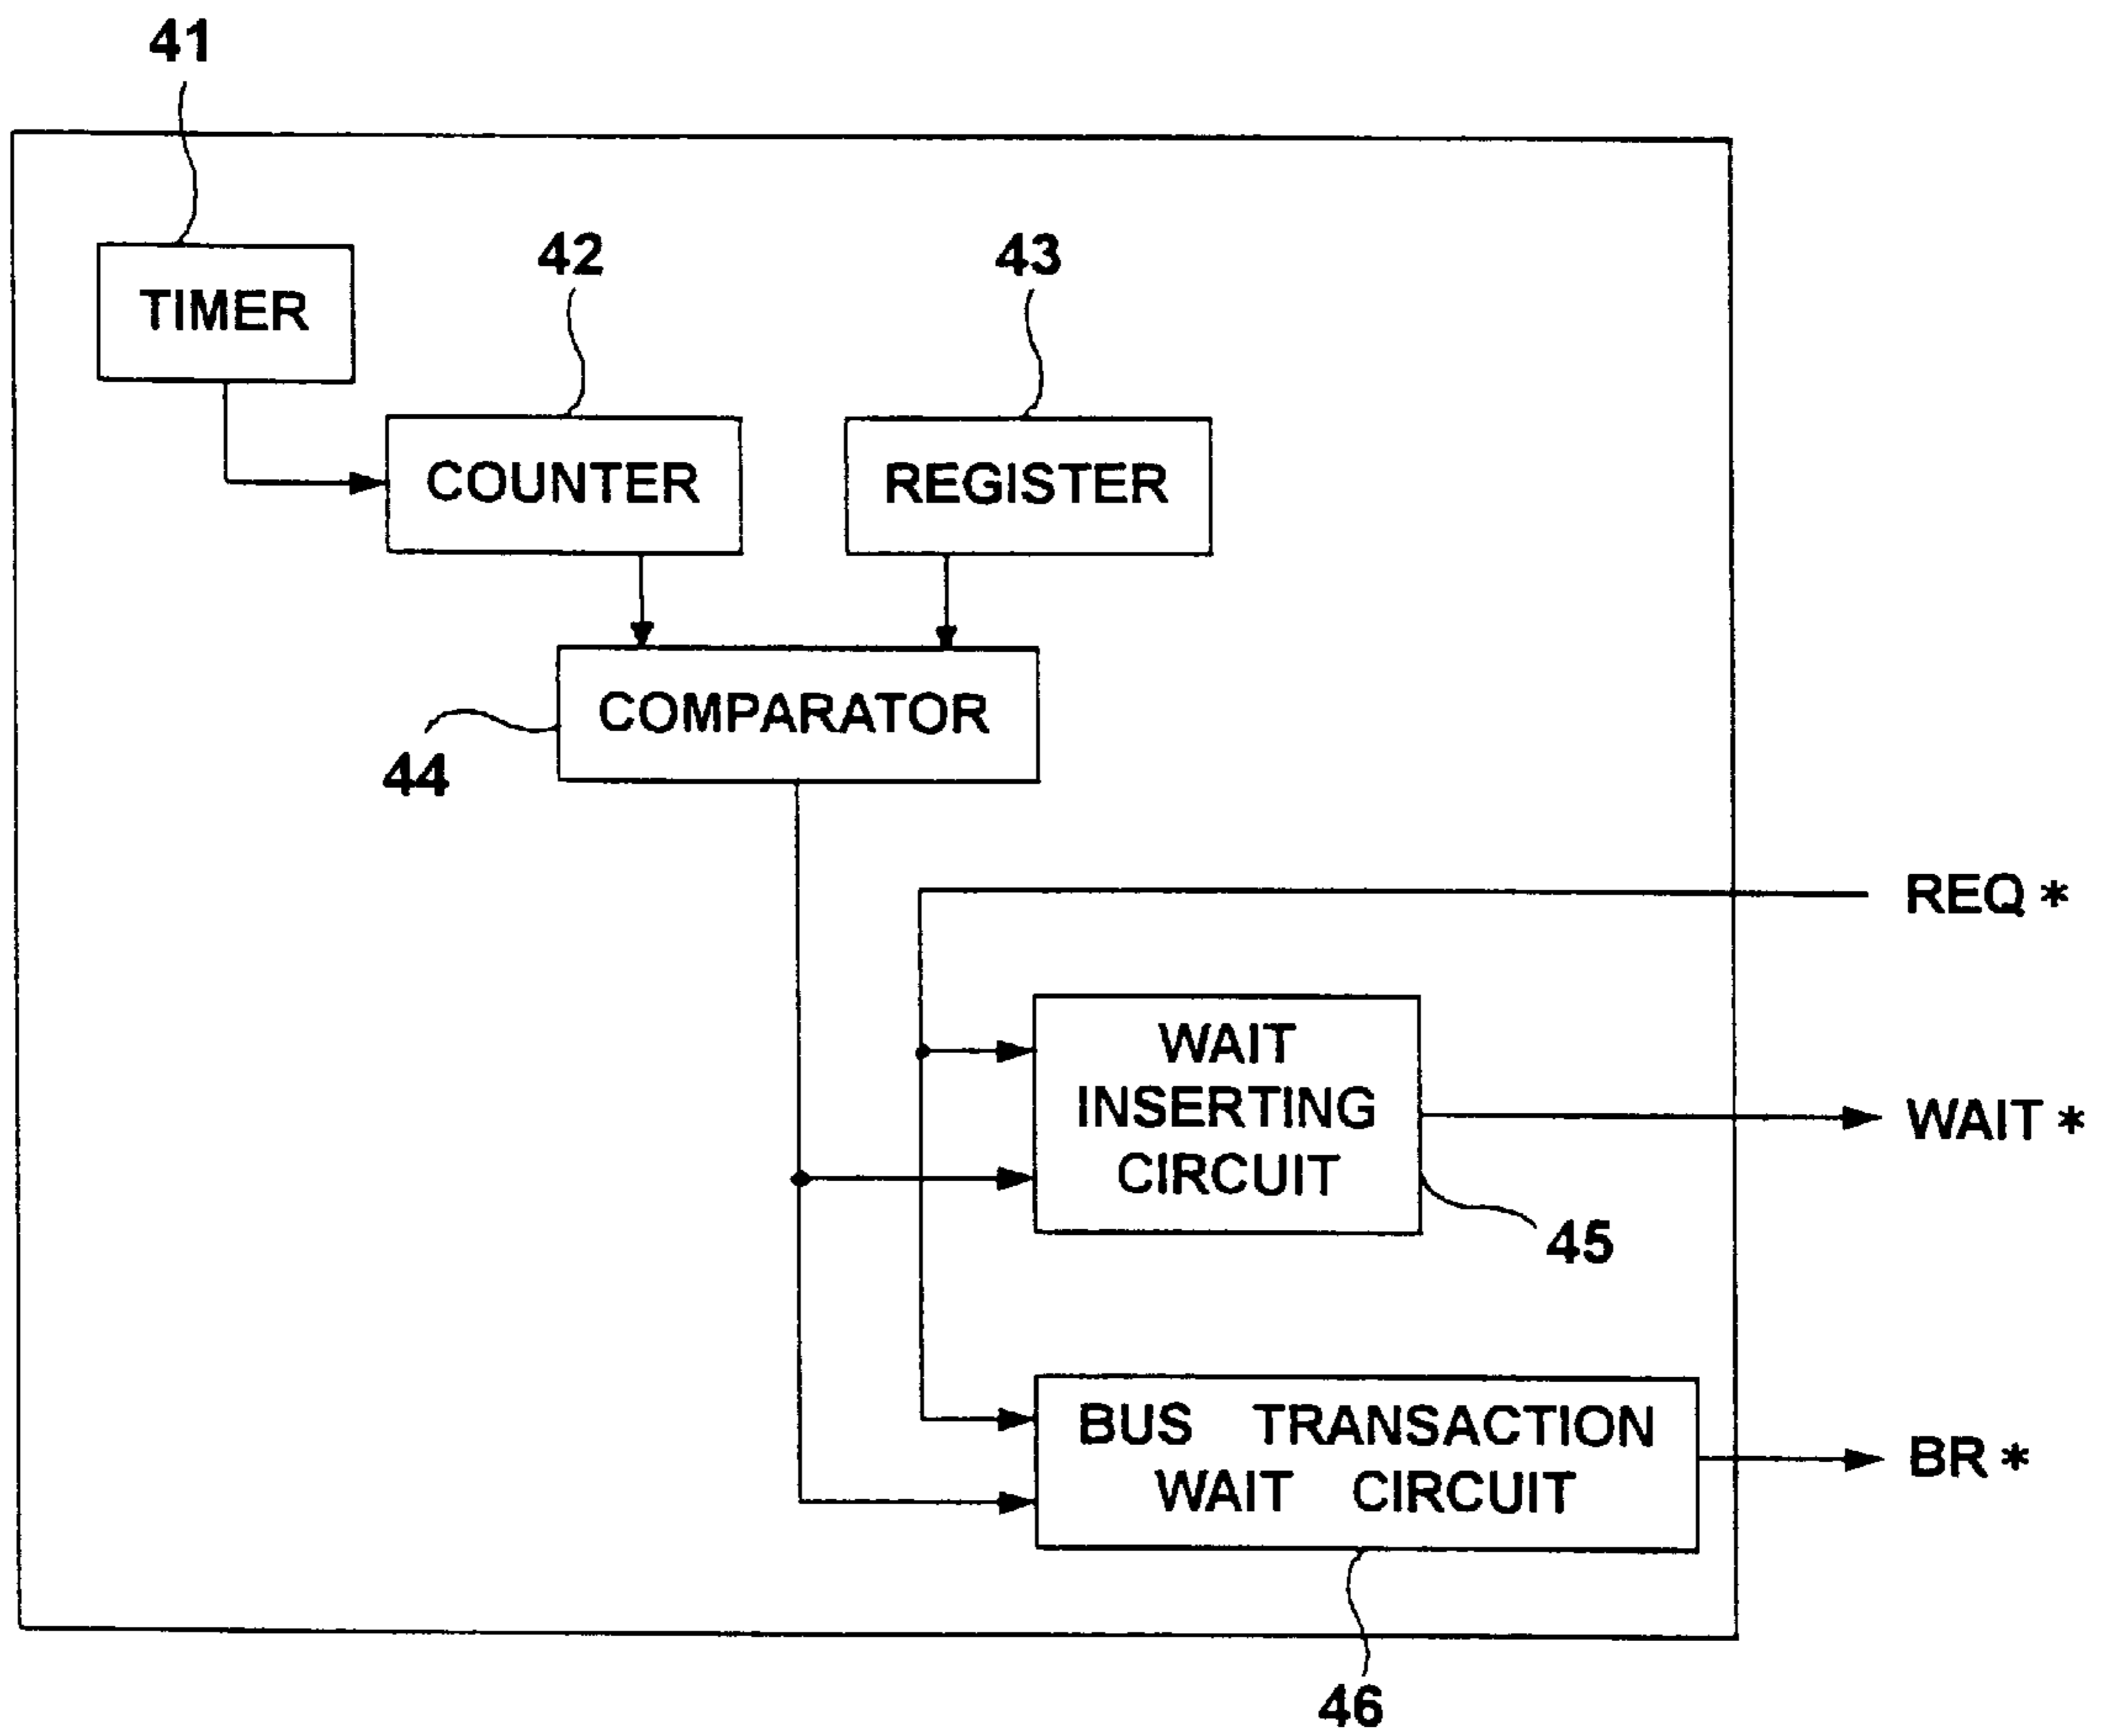 41
TIMER
42
43
COUNTER
REGISTER
COMPARATOR
44
REQ *
WAIT
INSERTING
CIRCUIT
WAIT *
45
BUS TRANSACTION
WAIT CIRCUIT
BR *
46